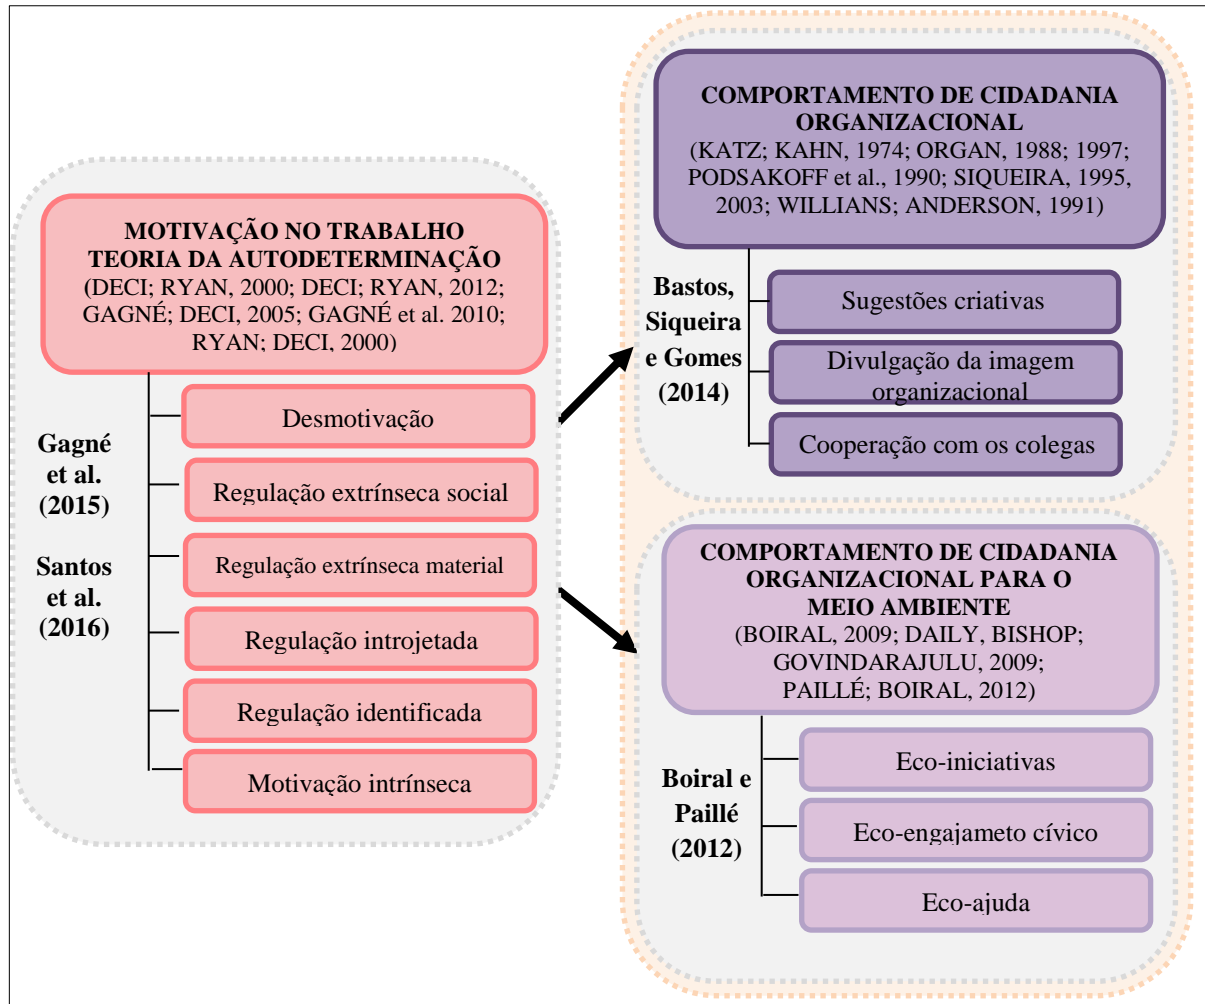 MOTIVAÇÃO NO TRABALHO
TEORIA DA AUTODETERMINAÇÃO
(DECI; RYAN, 2000; DECI; RYAN, 2012;
GAGNÉ; DECI, 2005; GAGNÉ et al. 2010;
RYAN; DECI, 2000)
Gagné
et al.
(2015)
Santos
et al.
(2016)
Desmotivação
Regulação extrínseca social
Regulação extrínseca material
Regulação introjetada
Regulação identificada
Motivação intrínseca
COMPORTAMENTO DE CIDADANIA
ORGANIZACIONAL
(KATZ; KAHN, 1974; ORGAN, 1988; 1997;
PODSAKOFF et al., 1990; SIQUEIRA, 1995,
2003; WILLIANS; ANDERSON, 1991)
Bastos,
Siqueira
e Gomes
(2014)
Sugestões criativas
Divulgação da imagem
organizacional
Cooperação com os colegas
COMPORTAMENTO DE CIDADANIA
ORGANIZACIONAL PARA O
MEIO AMBIENTE
(BOIRAL, 2009; DAILY, BISHOP;
GOVINDARAJULU, 2009;
PAILLÉ; BOIRAL, 2012)
Boiral e
Paillé
(2012)
Eco-iniciativas
Eco-engajameto cívico
Eco-ajuda